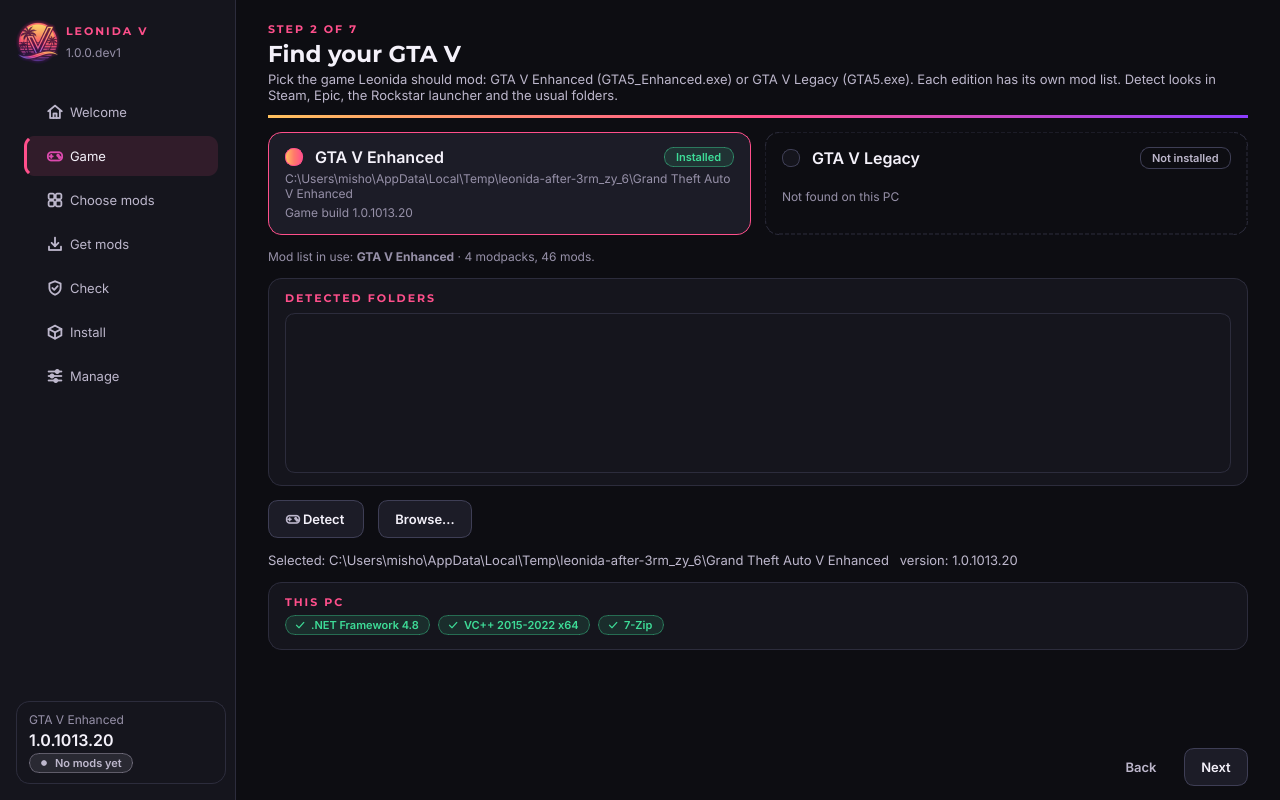 LEONIDA V
1.0.0.dev1
Welcome
Game
Choose mods
Get mods
Check
Install
Manage
GTA V Enhanced
1.0.1013.20
No mods yet
STEP 2 OF 7
Find your GTA V
Pick the game Leonida should mod: GTA V Enhanced (GTA5_Enhanced.exe) or GTA V Legacy (GTA5.exe). Each edition has its own mod list. Detect looks in
Steam, Epic, the Rockstar launcher and the usual folders.
GTA V Enhanced
Installed
C:\Users\misho\AppData\Local\Temp\leonida-after-3rm_zy_6\Grand Theft Auto
V Enhanced
Game build 1.0.1013.20
GTA V Legacy
Not installed
Not found on this PC
Mod list in use: GTA V Enhanced · 4 modpacks, 46 mods.
DETECTED FOLDERS
Detect
Browse...
Selected: C:\Users\misho\AppData\Local\Temp\leonida-after-3rm_zy_6\Grand Theft Auto V Enhanced version: 1.0.1013.20
THIS PC
.NET Framework 4.8
VC++ 2015-2022 x64
7-Zip
Back
Next